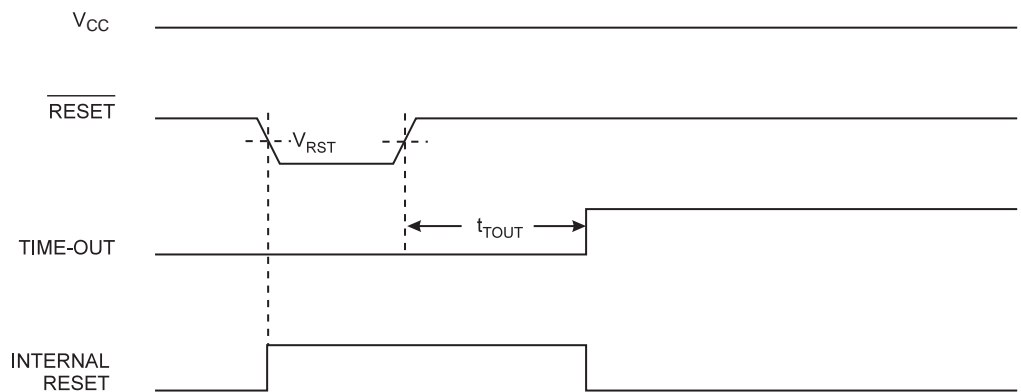 VCC
RESET
VRST
tTOUT
TIME-OUT
INTERNAL
RESET